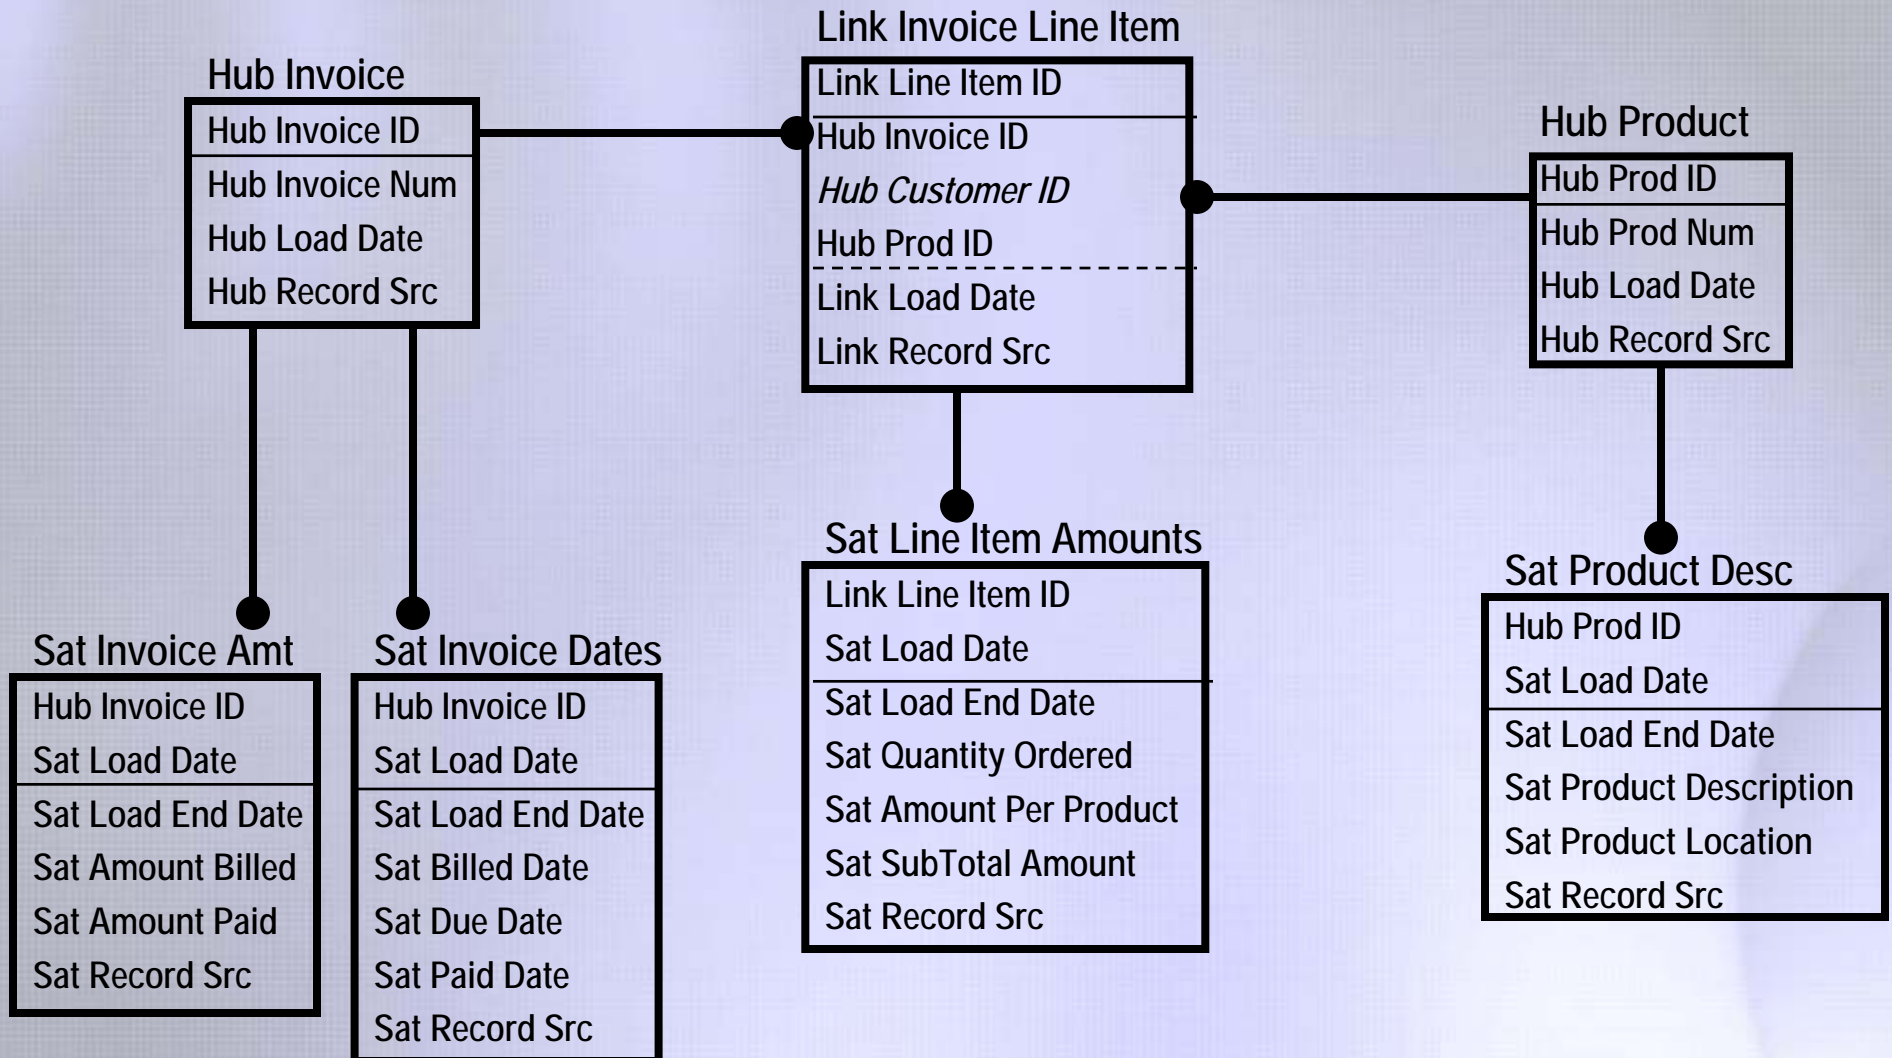 Hub Invoice
Hub Invoice ID
Hub Invoice Num
Hub Load Date
Hub Record Src
Link Invoice Line Item
Link Line Item ID
Hub Invoice ID
Hub Customer ID
Hub Prod ID
Link Load Date
Link Record Src
Hub Product
Hub Prod ID
Hub Prod Num
Hub Load Date
Hub Record Src
Sat Invoice Amt
Hub Invoice ID
Sat Load Date
Sat Load End Date
Sat Amount Billed
Sat Amount Paid
Sat Record Src
Sat Invoice Dates
Hub Invoice ID
Sat Load Date
Sat Load End Date
Sat Billed Date
Sat Due Date
Sat Paid Date
Sat Record Src
Sat Line Item Amounts
Link Line Item ID
Sat Load Date
Sat Load End Date
Sat Quantity Ordered
Sat Amount Per Product
Sat SubTotal Amount
Sat Record Src
Sat Product Desc
Hub Prod ID
Sat Load Date
Sat Load End Date
Sat Product Description
Sat Product Location
Sat Record Src